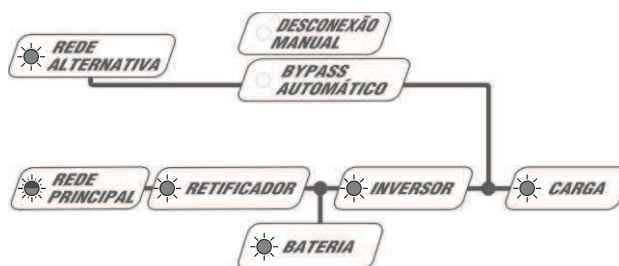 DESCONEXÃO
MANUAL
REDE
ALTERNATIVA
BYPASS
AUTOMÁTICO
REDE
PRINCIPAL
RETIFICADOR
INVERSOR
CARGA
BATERIA